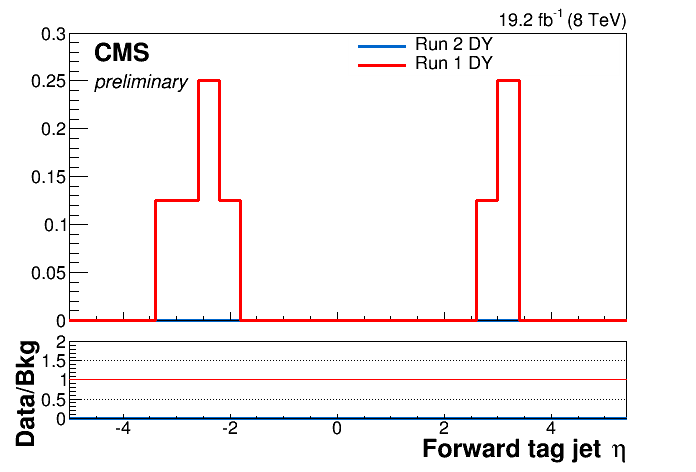 19.2 fb⁻¹ (8 TeV)
CMS
preliminary
Run 2 DY
Run 1 DY
0.3
0.25
0.2
0.15
0.1
0.05
0
Data/Bkg
2
1.5
1
0.5
0
-4 -2 0 2 4
Forward tag jet η